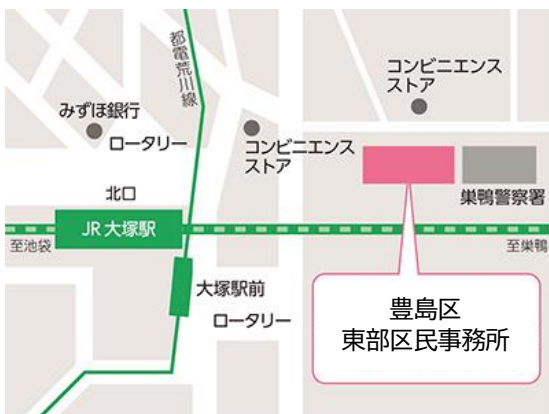 都電荒川線
コンビニエンス
ストア
みずほ銀行
ロータリー
コンビニエンス
ストア
北口
巣鴨警察署
JR 大塚駅
至池袋
至巣鴨
大塚駅前
ロータリー
豊島区
東部区民事務所